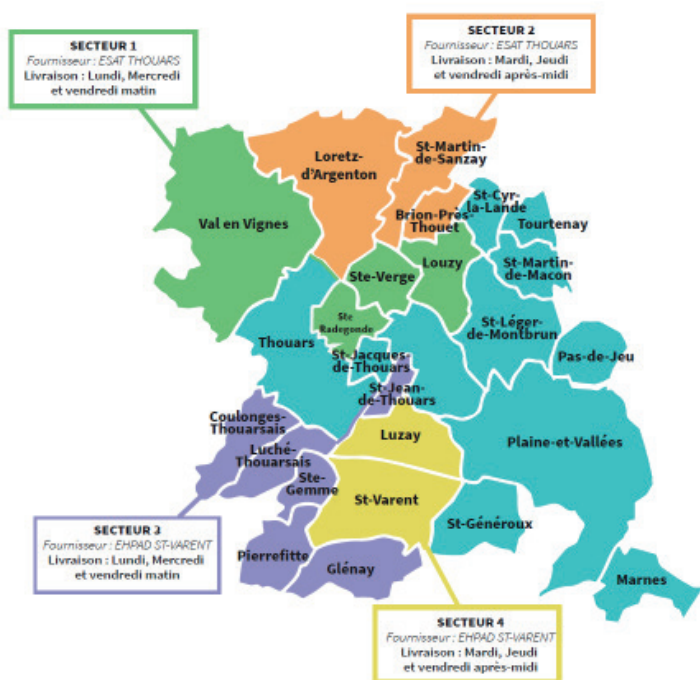 SECTEUR 1
Fournisseur : ESAT THOUARS
Livraison : Lundi, Mercredi
et vendredi matin
SECTEUR 2
Fournisseur : ESAT THOUARS
Livraison : Mardi, Jeudi
et vendredi après-midi
Loretz-
d'Argenton
St-Martin-
de-Sanzay
Val en Vignes
Brion-Près-
Thouet
St-Cyr-
la-Lande
Tourtenay
Ste-Verge
Louzy
St-Martin-
de-Macon
Ste
Radegonde
Thouars
St-Jacques-
de-Thouars
St-Léger-
de-Montbrun
Pas-de-Jeu
St-Jean-
de-Thouars
Coulonges-
Thouarsais
Luzay
Plaine-et-Vallées
Luché-
Thouarsais
Ste-
Gemme
St-Varent
St-Généroux
Pierrefitte
Glénay
Marnes
SECTEUR 3
Fournisseur : EHPAD ST-VARENT
Livraison : Lundi, Mercredi
et vendredi matin
SECTEUR 4
Fournisseur : EHPAD ST-VARENT
Livraison : Mardi, Jeudi
et vendredi après-midi